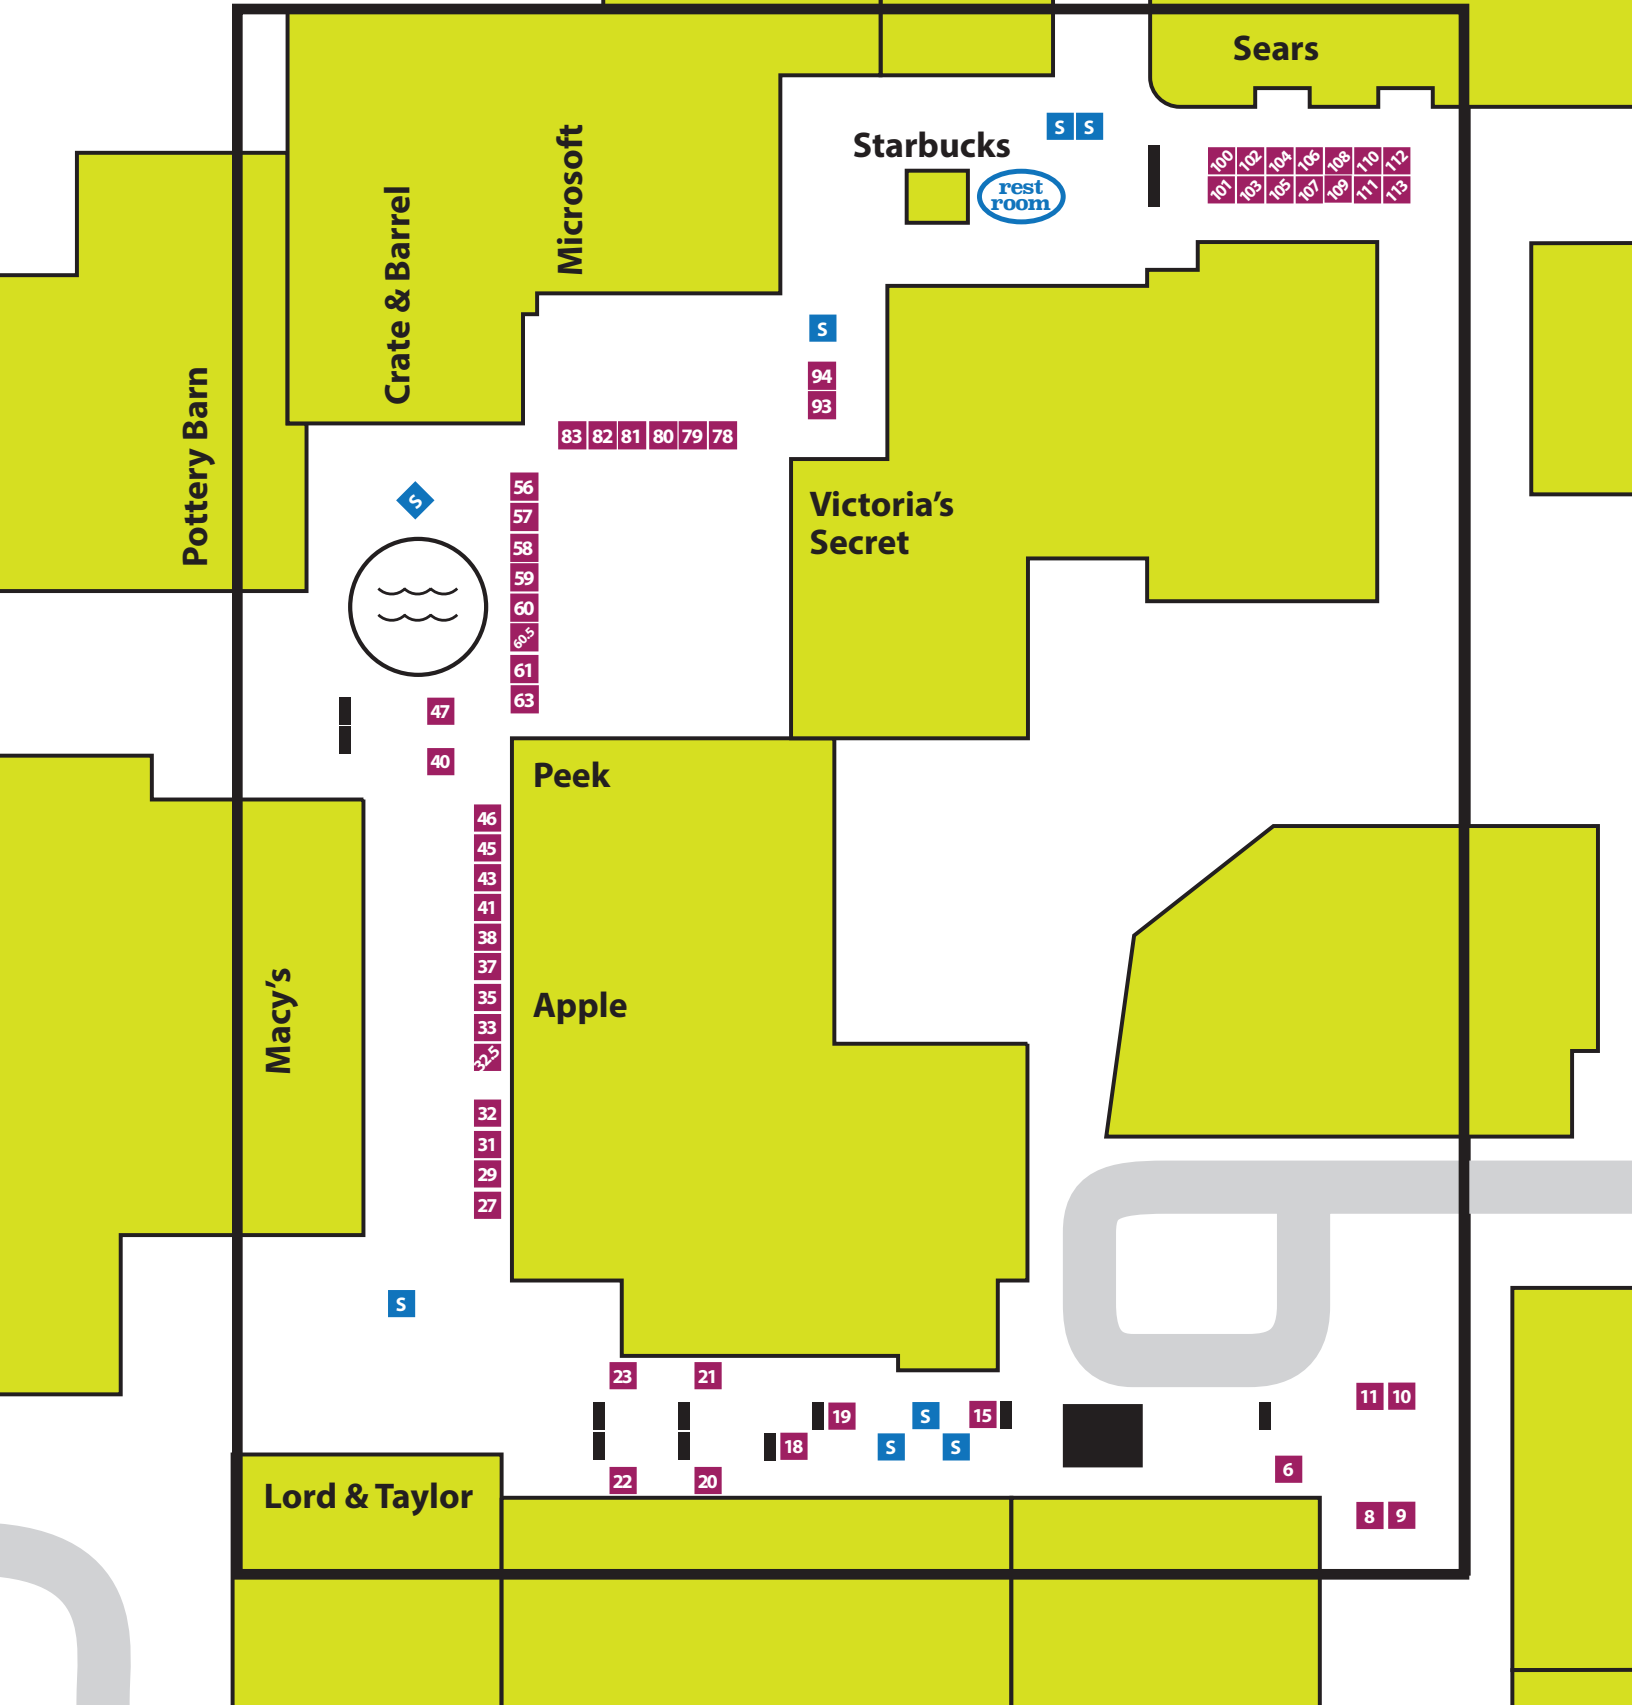 Sears
S S
Starbucks
rest
room
100 102 104 106 108 110 112
101 103 105 107 109 111 113
Microsoft
Crate & Barrel
Pottery Barn
S
94
93
83 82 81 80 79 78
S
56
57
58
59
60
60.5
61
63
Victoria's
Secret
47
40
Peek
46
45
43
41
38
37
35
33
32.5
32
31
29
27
Apple
Macy's
S
23 21
19 S 15
18 S S
22 20
11 10
6
8 9
Lord & Taylor